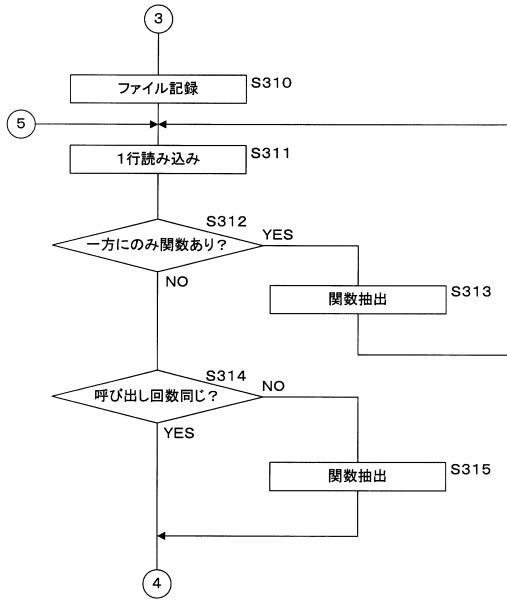 3
ファイル記録
S310
5
1行読み込み
S311
S312
一方にのみ関数あり?
YES
NO
関数抽出
S313
S314
呼び出し回数同じ?
NO
YES
関数抽出
S315
4